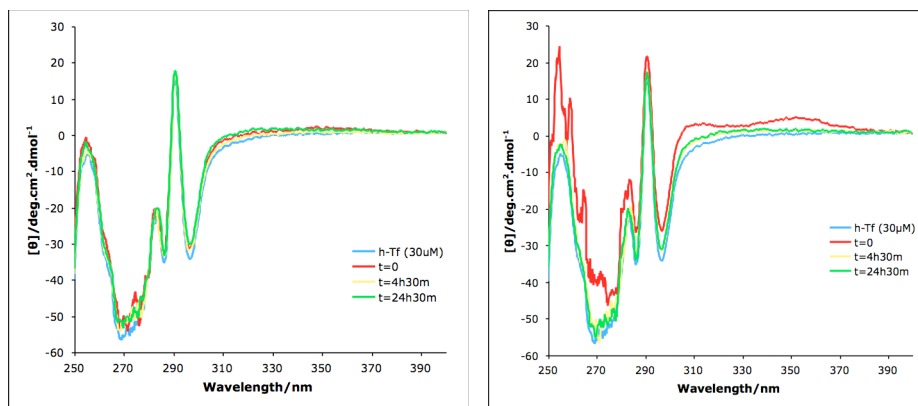 30
20
10
0
-10
-20
-30
-40
-50
-60
[θ]/deg.cm².dmol⁻¹
h-Tf (30uM)
t=0
t=4h30m
t=24h30m
250 270 290 310 330 350 370 390
Wavelength/nm
30
20
10
0
-10
-20
-30
-40
-50
-60
[θ]/deg.cm².dmol⁻¹
h-Tf (30µM)
t=0
t=4h30m
t=24h30m
250 270 290 310 330 350 370 390
Wavelength/nm